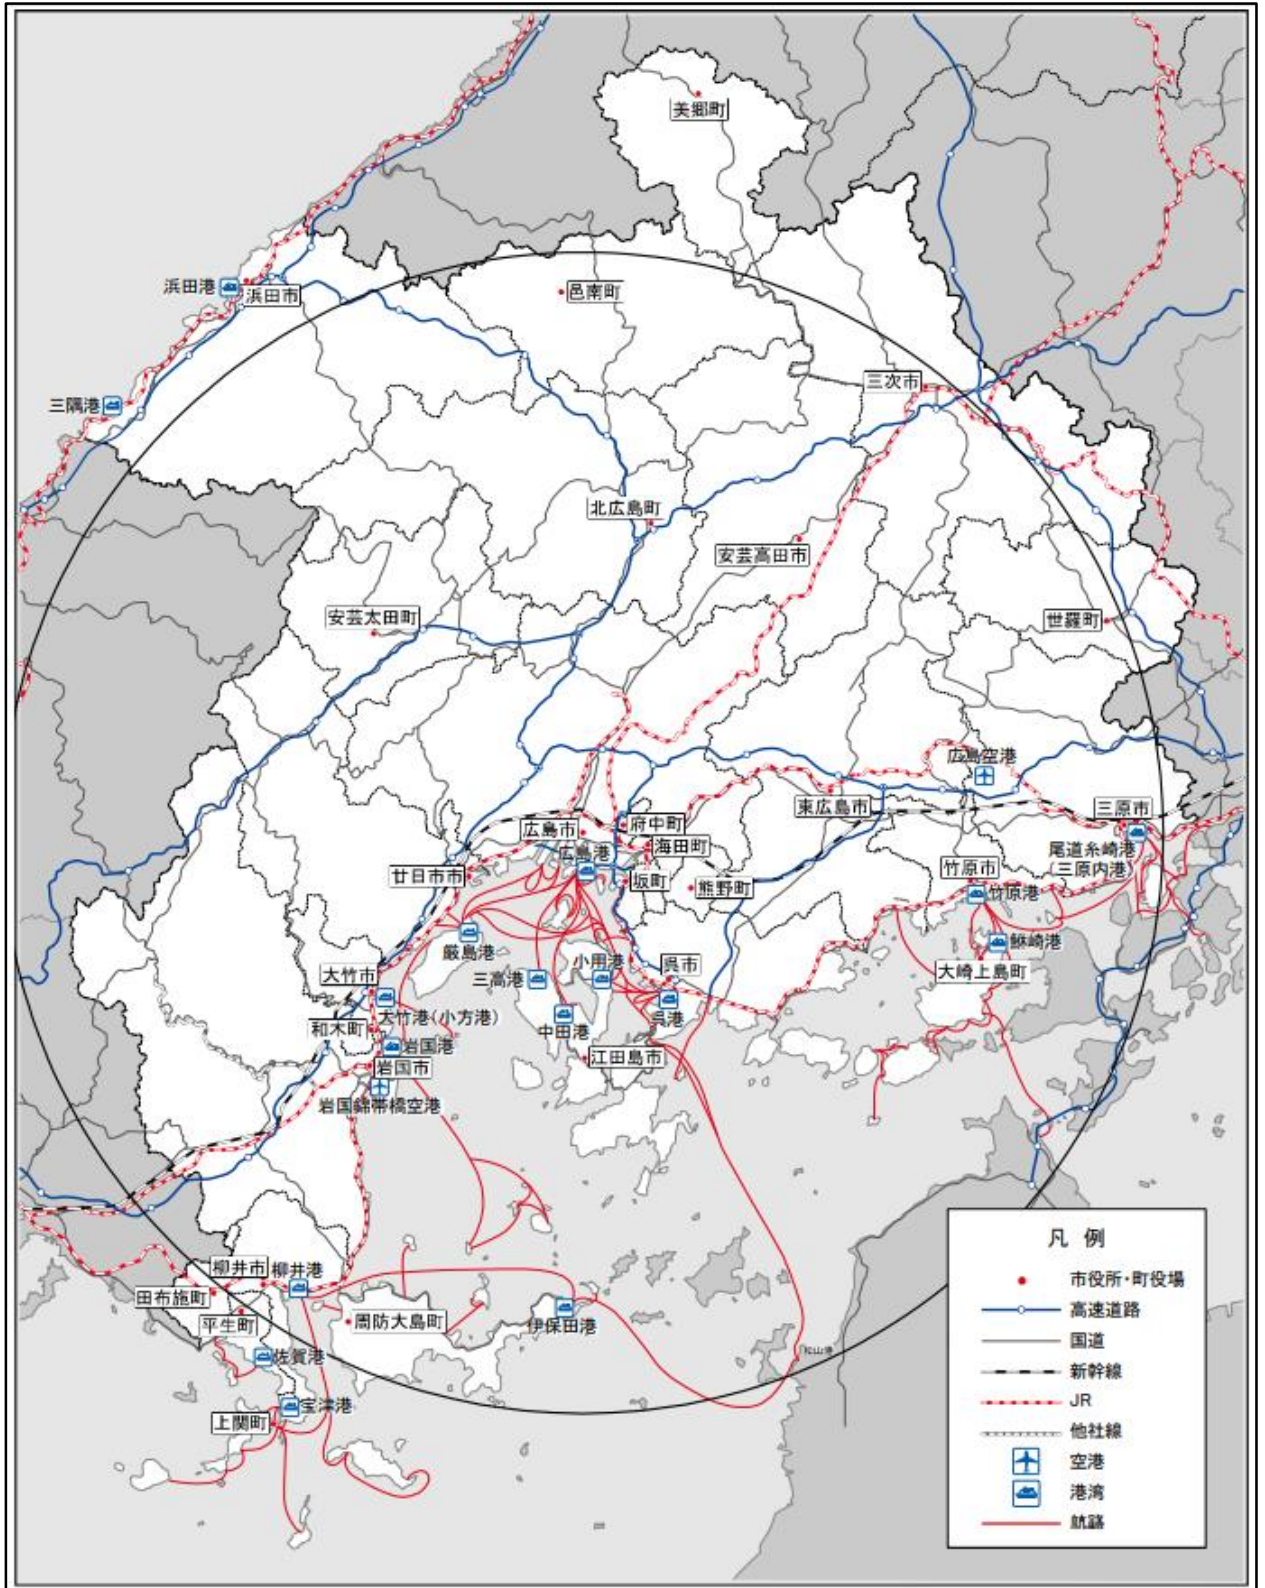 美郷町
邑南町
浜田港
浜田市
三次市
三隅港
北広島町
安芸高田市
安芸太田町
世羅町
広島空港
東広島市
三原市
広島市
府中町
海田町
尾道糸崎港
(三原内港)
広島港
廿日市市
坂町
熊野町
竹原市
竹原港
厳島港
鮴崎港
三高港
小用港
呉市
大崎上島町
大竹市
大竹港(小方港)
中田港
呉港
和木町
岩国港
江田島市
岩国市
岩国錦帯橋空港
柳井市
柳井港
田布施町
平生町
周防大島町
伊保田港
松山港
佐賀港
室津港
上関町
凡 例
市役所・町役場
高速道路
国道
新幹線
JR
他社線
空港
港湾
航路